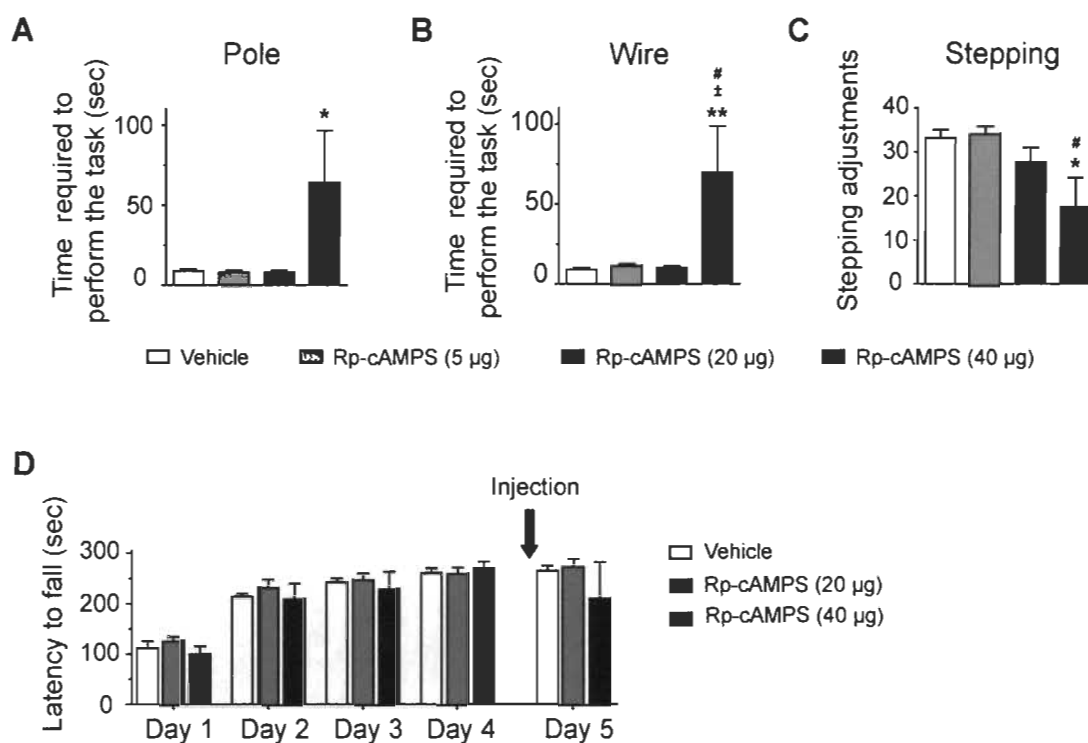 A
Pole
Time required to
perform the task (sec)
100
50
0
*
B
Wire
Time required to
perform the task (sec)
100
50
0
#
‡
**
C
Stepping
Stepping adjustments
40
30
20
10
0
#
*
Vehicle
Rp-cAMPS (5 µg)
Rp-cAMPS (20 µg)
Rp-cAMPS (40 µg)
D
Injection
Latency to fall (sec)
300
200
100
0
Day 1
Day 2
Day 3
Day 4
Day 5
Vehicle
Rp-cAMPS (20 µg)
Rp-cAMPS (40 µg)